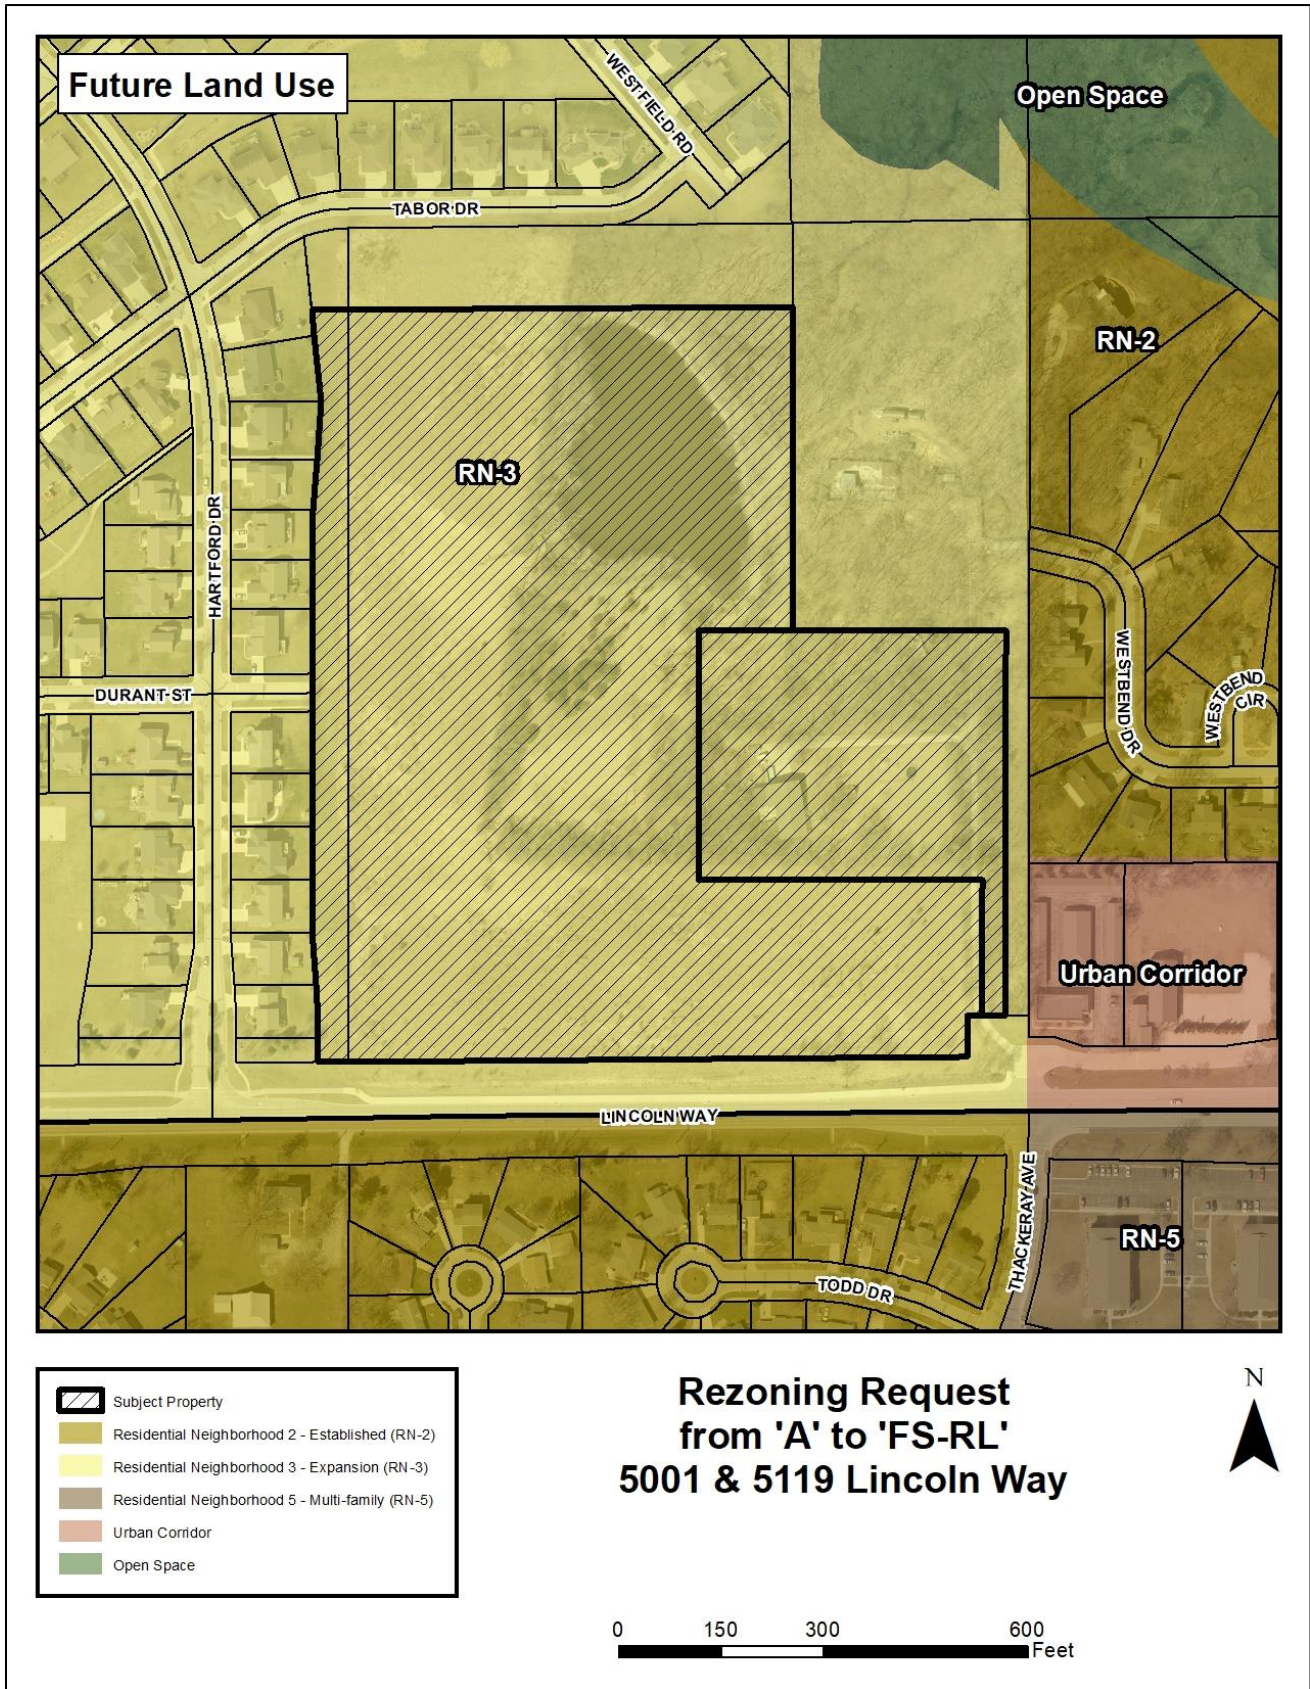 Future Land Use
WESTFIELD RD
Open Space
TABOR DR
RN-2
RN-3
HARTFORD DR
DURANT ST
WESTBEND DR
WESTBEND
CIR
Urban Corridor
LINCOLN WAY
THACKERAY AVE
RN-5
TODD DR
Subject Property
Residential Neighborhood 2 - Established (RN-2)
Residential Neighborhood 3 - Expansion (RN-3)
Residential Neighborhood 5 - Multi-family (RN-5)
Urban Corridor
Open Space
Rezoning Request
from 'A' to 'FS-RL'
5001 & 5119 Lincoln Way
N
0 150 300 600
Feet